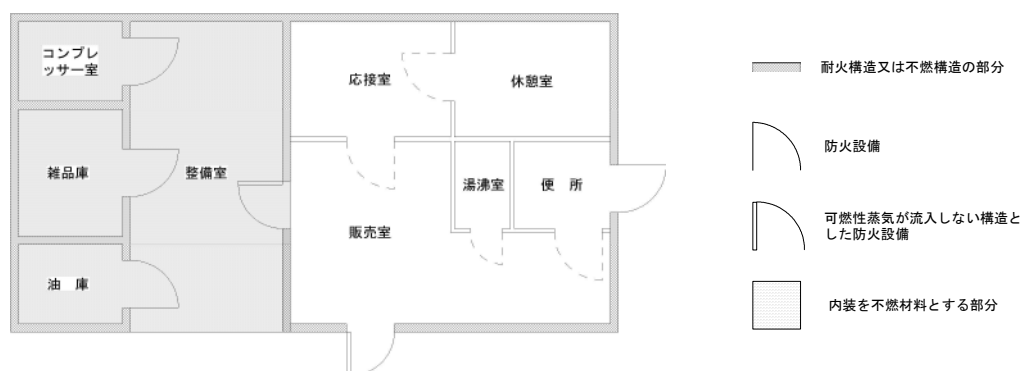 コンプレ
ッサー室
応接室
休憩室
雑品庫
整備室
湯沸室
便　所
販売室
油　庫
耐火構造又は不燃構造の部分
防火設備
可燃性蒸気が流入しない構造と
した防火設備
内装を不燃材料とする部分